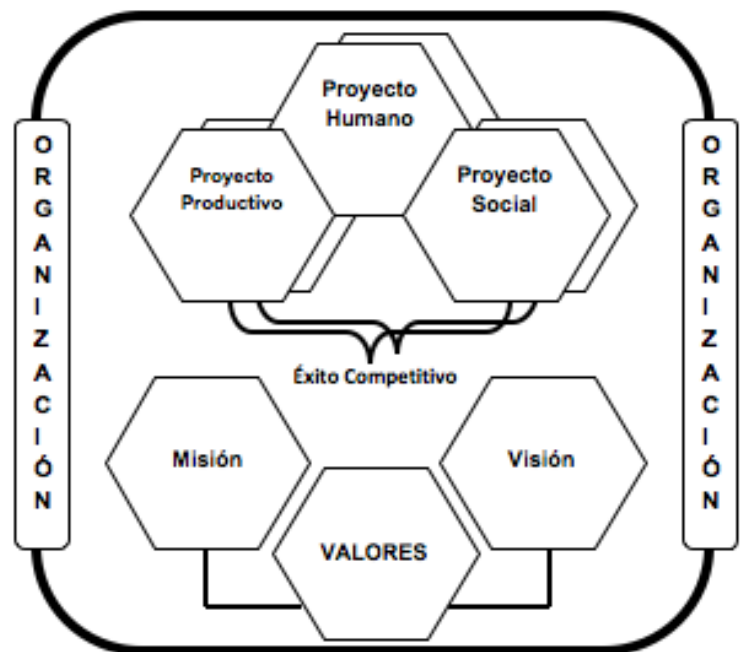 Proyecto
Humano
Proyecto
Productivo
Proyecto
Social
ORGANIZACIÓN
ORGANIZACIÓN
Éxito Competitivo
Misión
Visión
VALORES